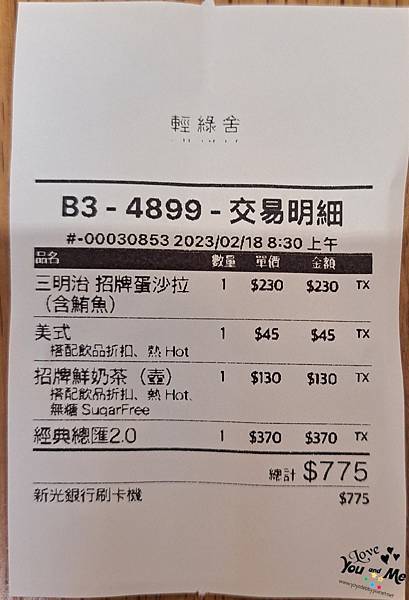 輕綠舍
B3 - 4899 - 交易明細
#-00030853 2023/02/18 8:30 上午
品名 數量 單價 金額
三明治 招牌蛋沙拉 1 $230 $230 TX
（含鮪魚）
美式 1 $45 $45 TX
搭配飲品折扣、熱 Hot
招牌鮮奶茶（壺） 1 $130 $130 TX
搭配飲品折扣、熱 Hot、
無糖 SugarFree
經典總匯2.0 1 $370 $370 TX
總計 $775
新光銀行刷卡機 $775
Love
You and Me